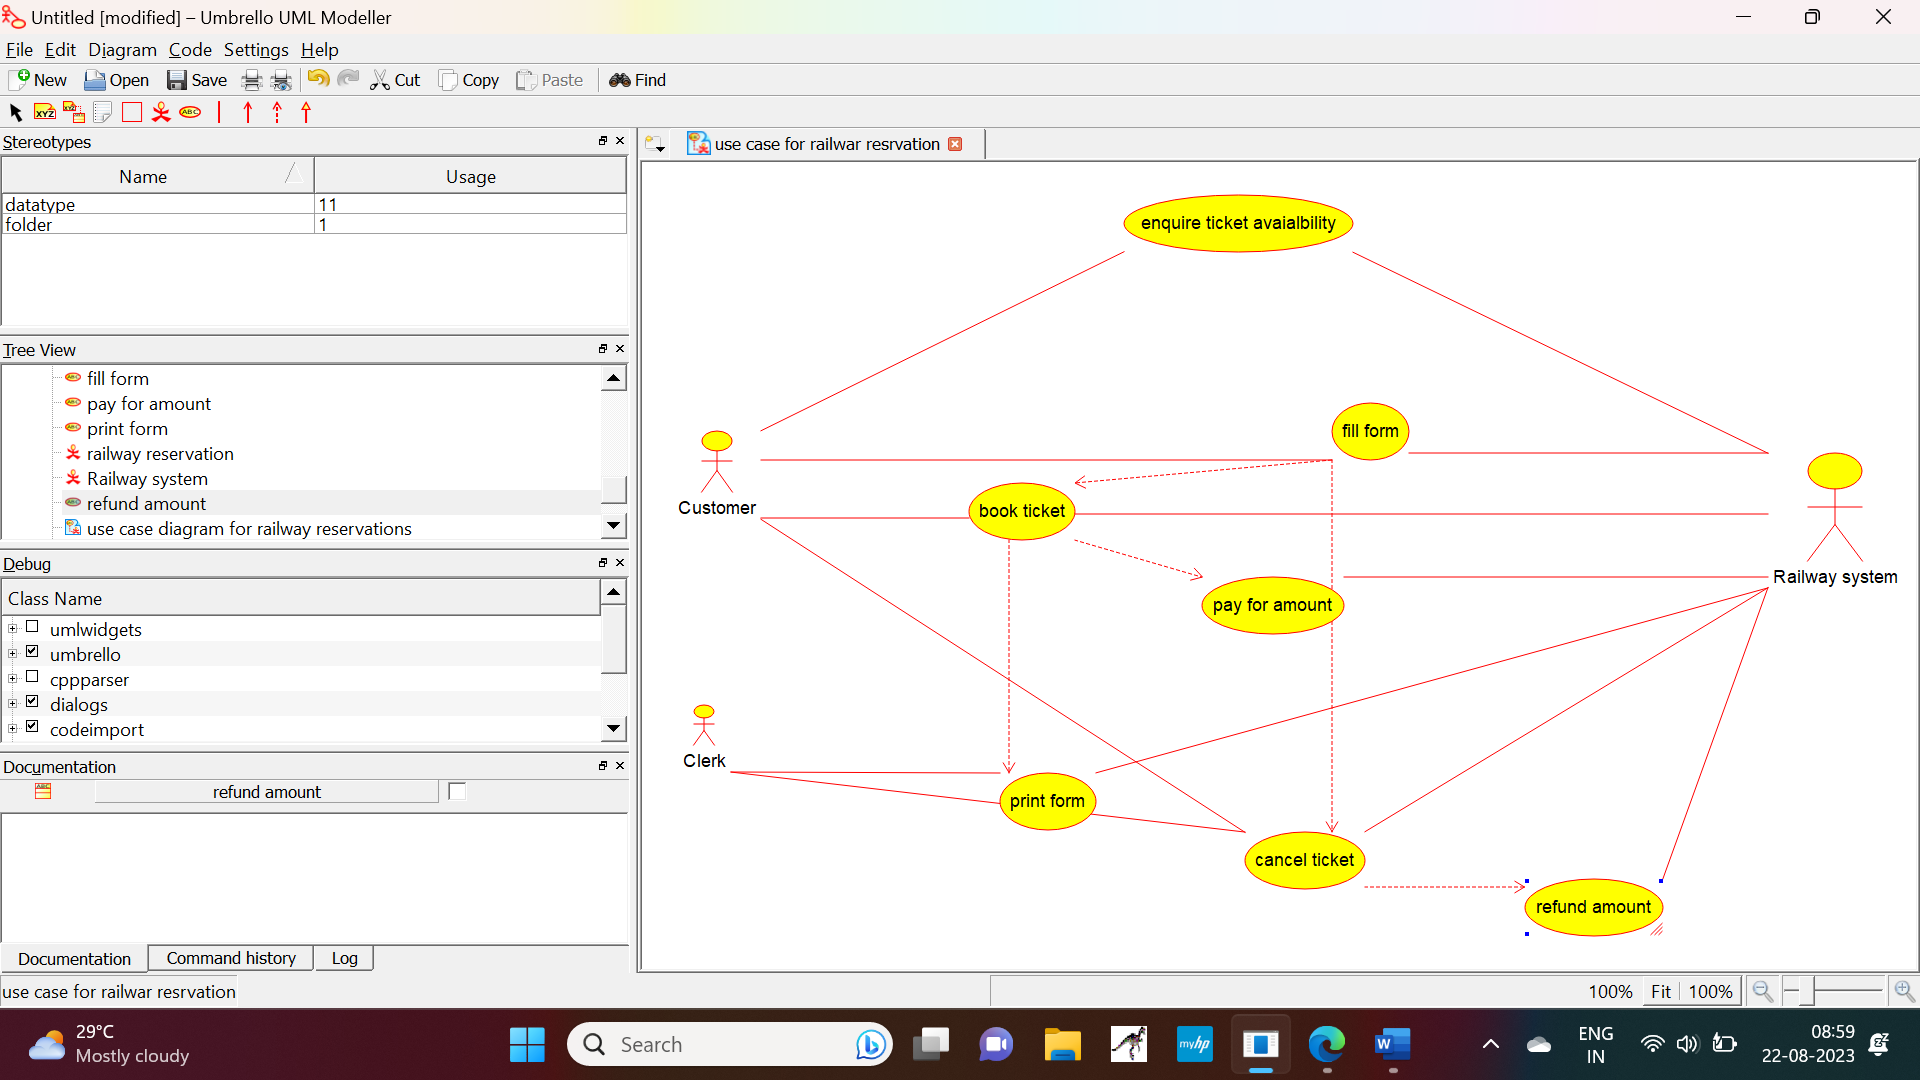 Untitled [modified] – Umbrello UML Modeller
File Edit Diagram Code Settings Help
New Open Save Cut Copy Paste Find
XYZ XYZ ABC
Stereotypes
Name Usage
datatype 11
folder 1
Tree View
fill form
pay for amount
print form
railway reservation
Railway system
refund amount
use case diagram for railway reservations
Debug
Class Name
umlwidgets
umbrello
cppparser
dialogs
codeimport
Documentation
refund amount
Documentation Command history Log
use case for railwar resrvation
use case for railwar resrvation
enquire ticket avaialbility
fill form
Customer
book ticket
Railway system
pay for amount
Clerk
print form
cancel ticket
refund amount
100% Fit 100%
29°C
Mostly cloudy
Search
myhp
W
ENG
IN
08:59
22-08-2023